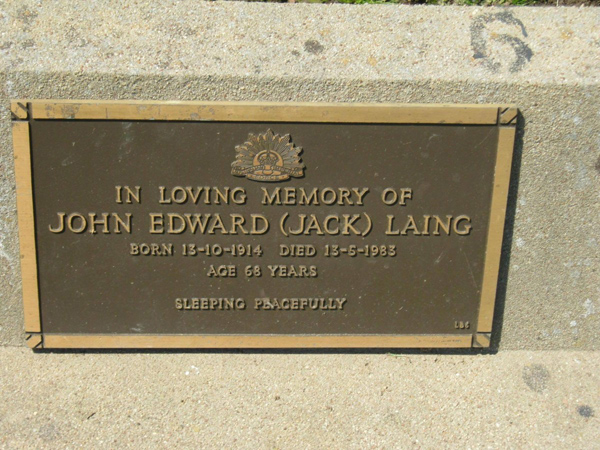 6
IN LOVING MEMORY OF
JOHN EDWARD (JACK) LAING
BORN 13-10-1914 DIED 13-5-1983
AGE 68 YEARS
SLEEPING PEACEFULLY